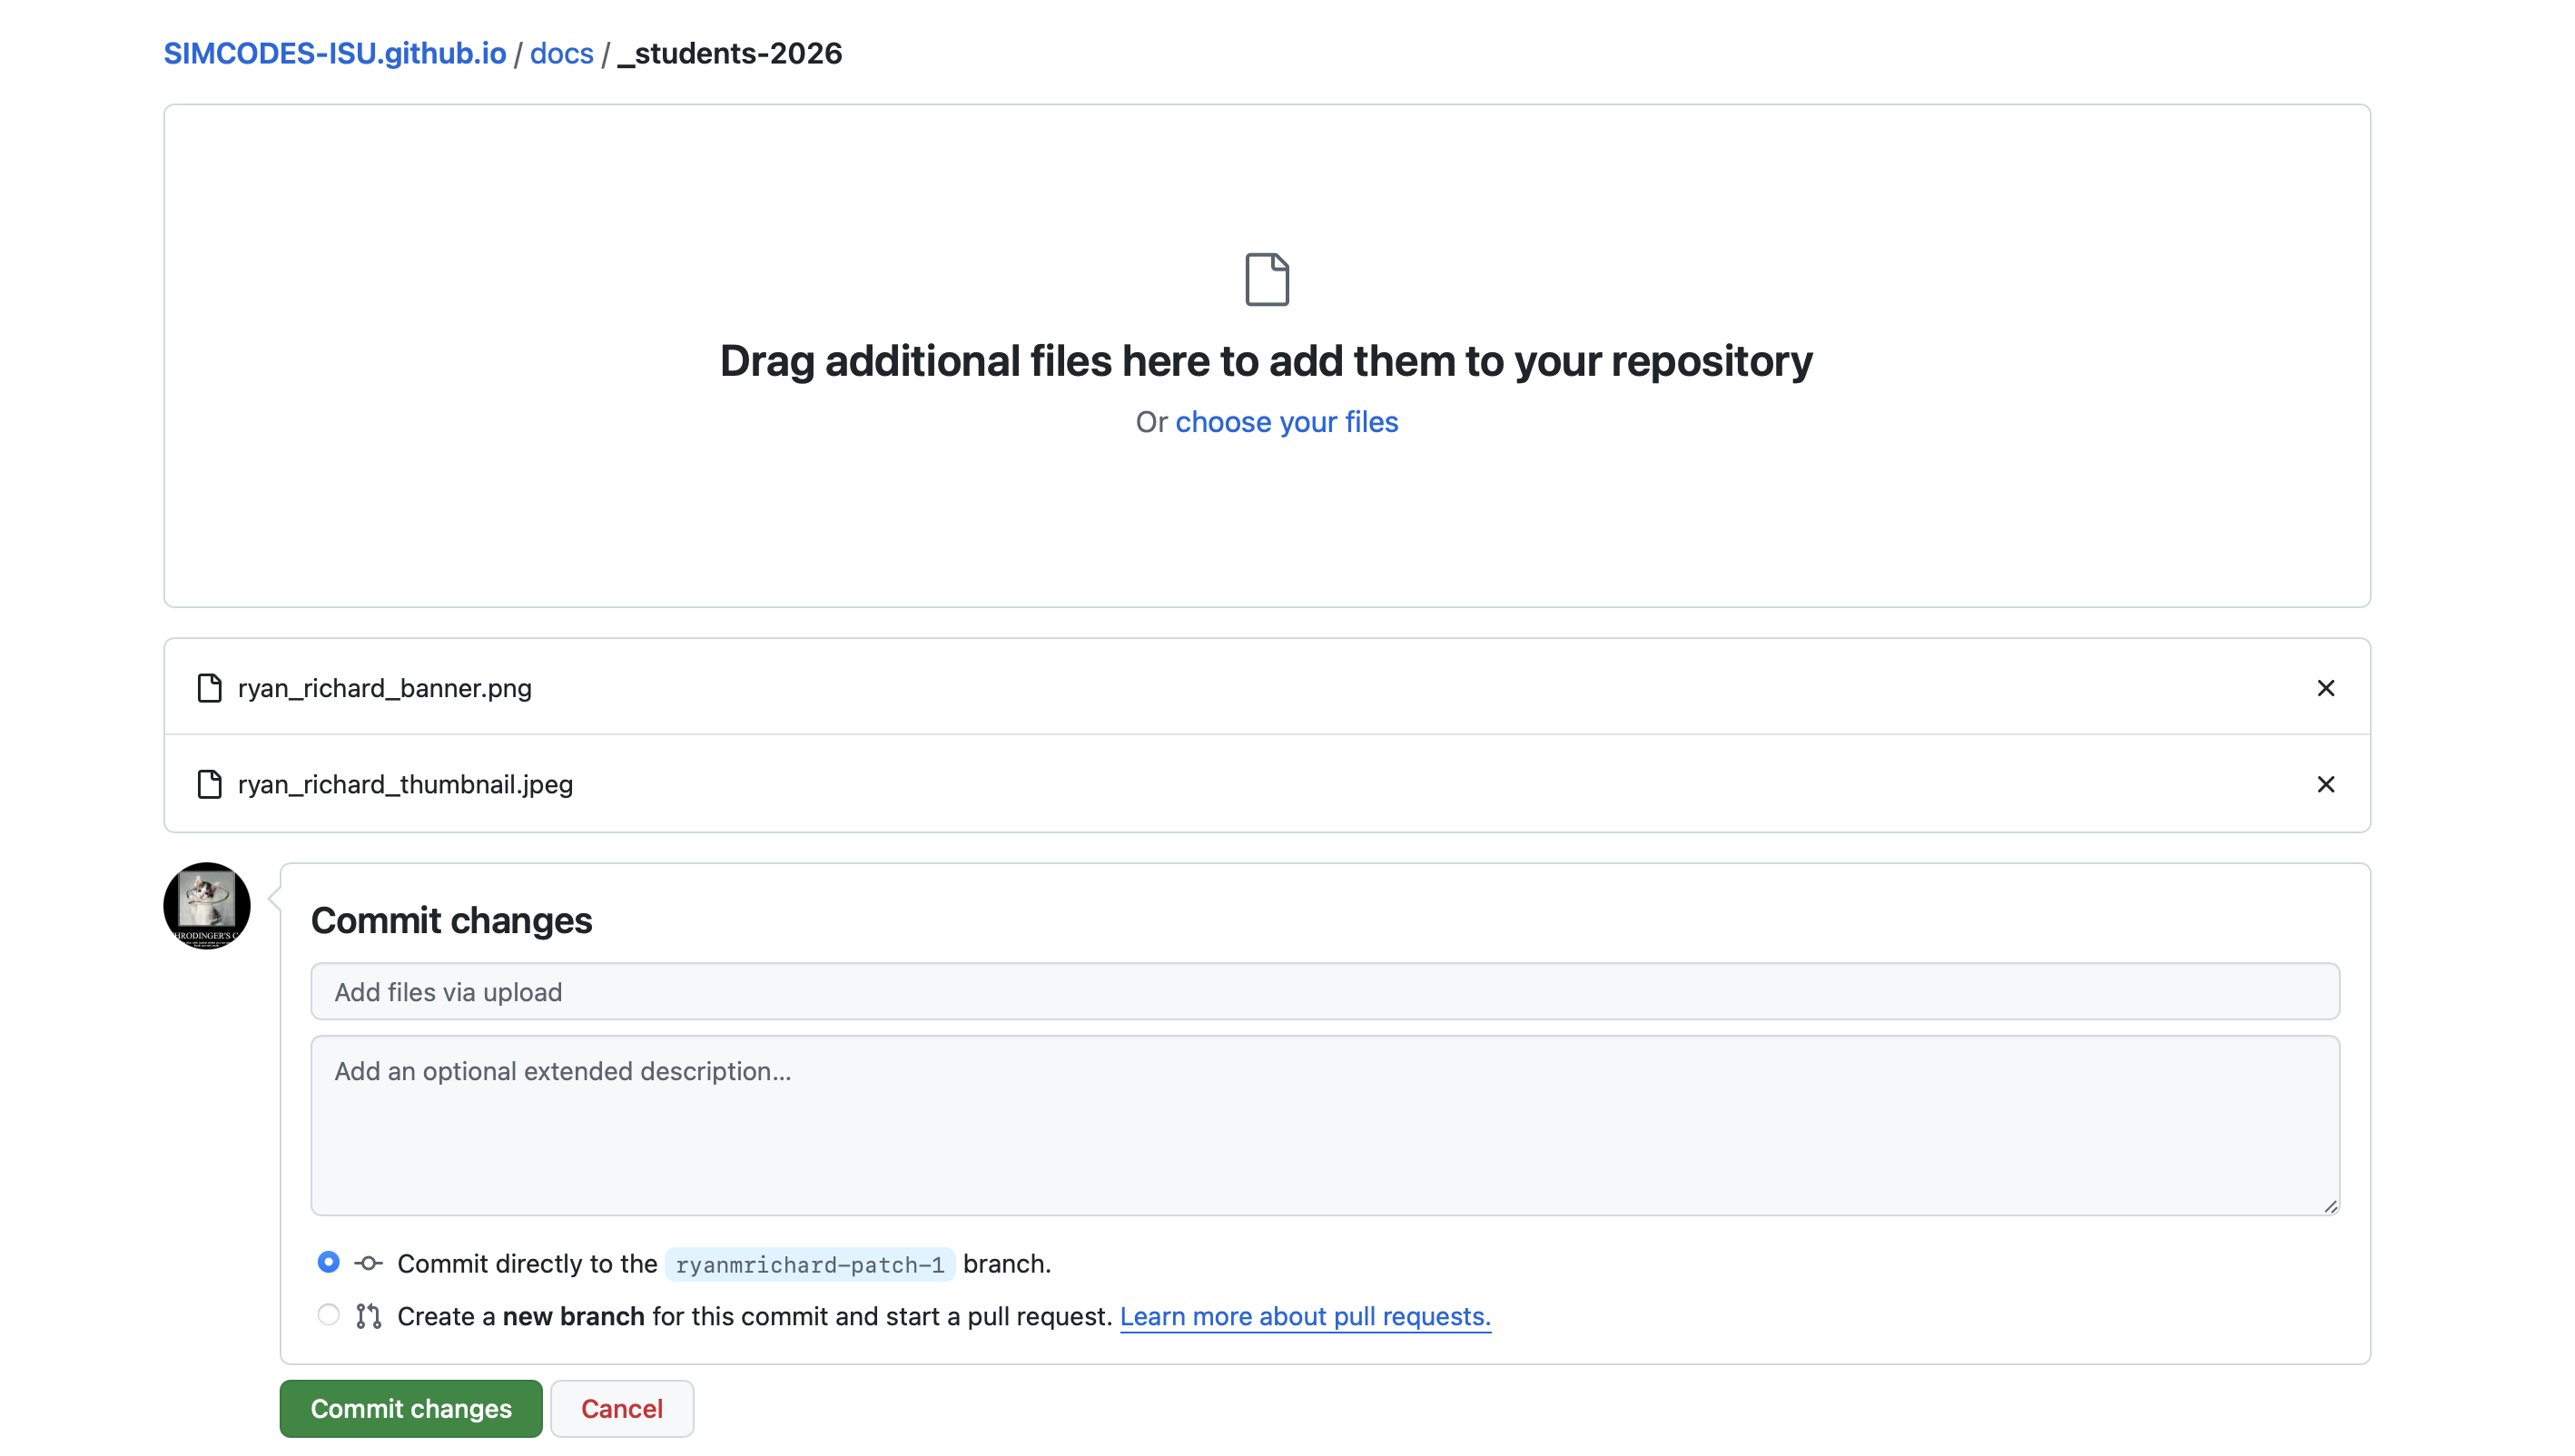 SIMCODES-ISU.github.io / docs / _students-2026
Drag additional files here to add them to your repository
Or choose your files
ryan_richard_banner.png
ryan_richard_thumbnail.jpeg
HRODINGER'S C
Commit changes
Add files via upload
Add an optional extended description...
Commit directly to the ryanmrichard-patch-1 branch.
Create a new branch for this commit and start a pull request. Learn more about pull requests.
Commit changes
Cancel